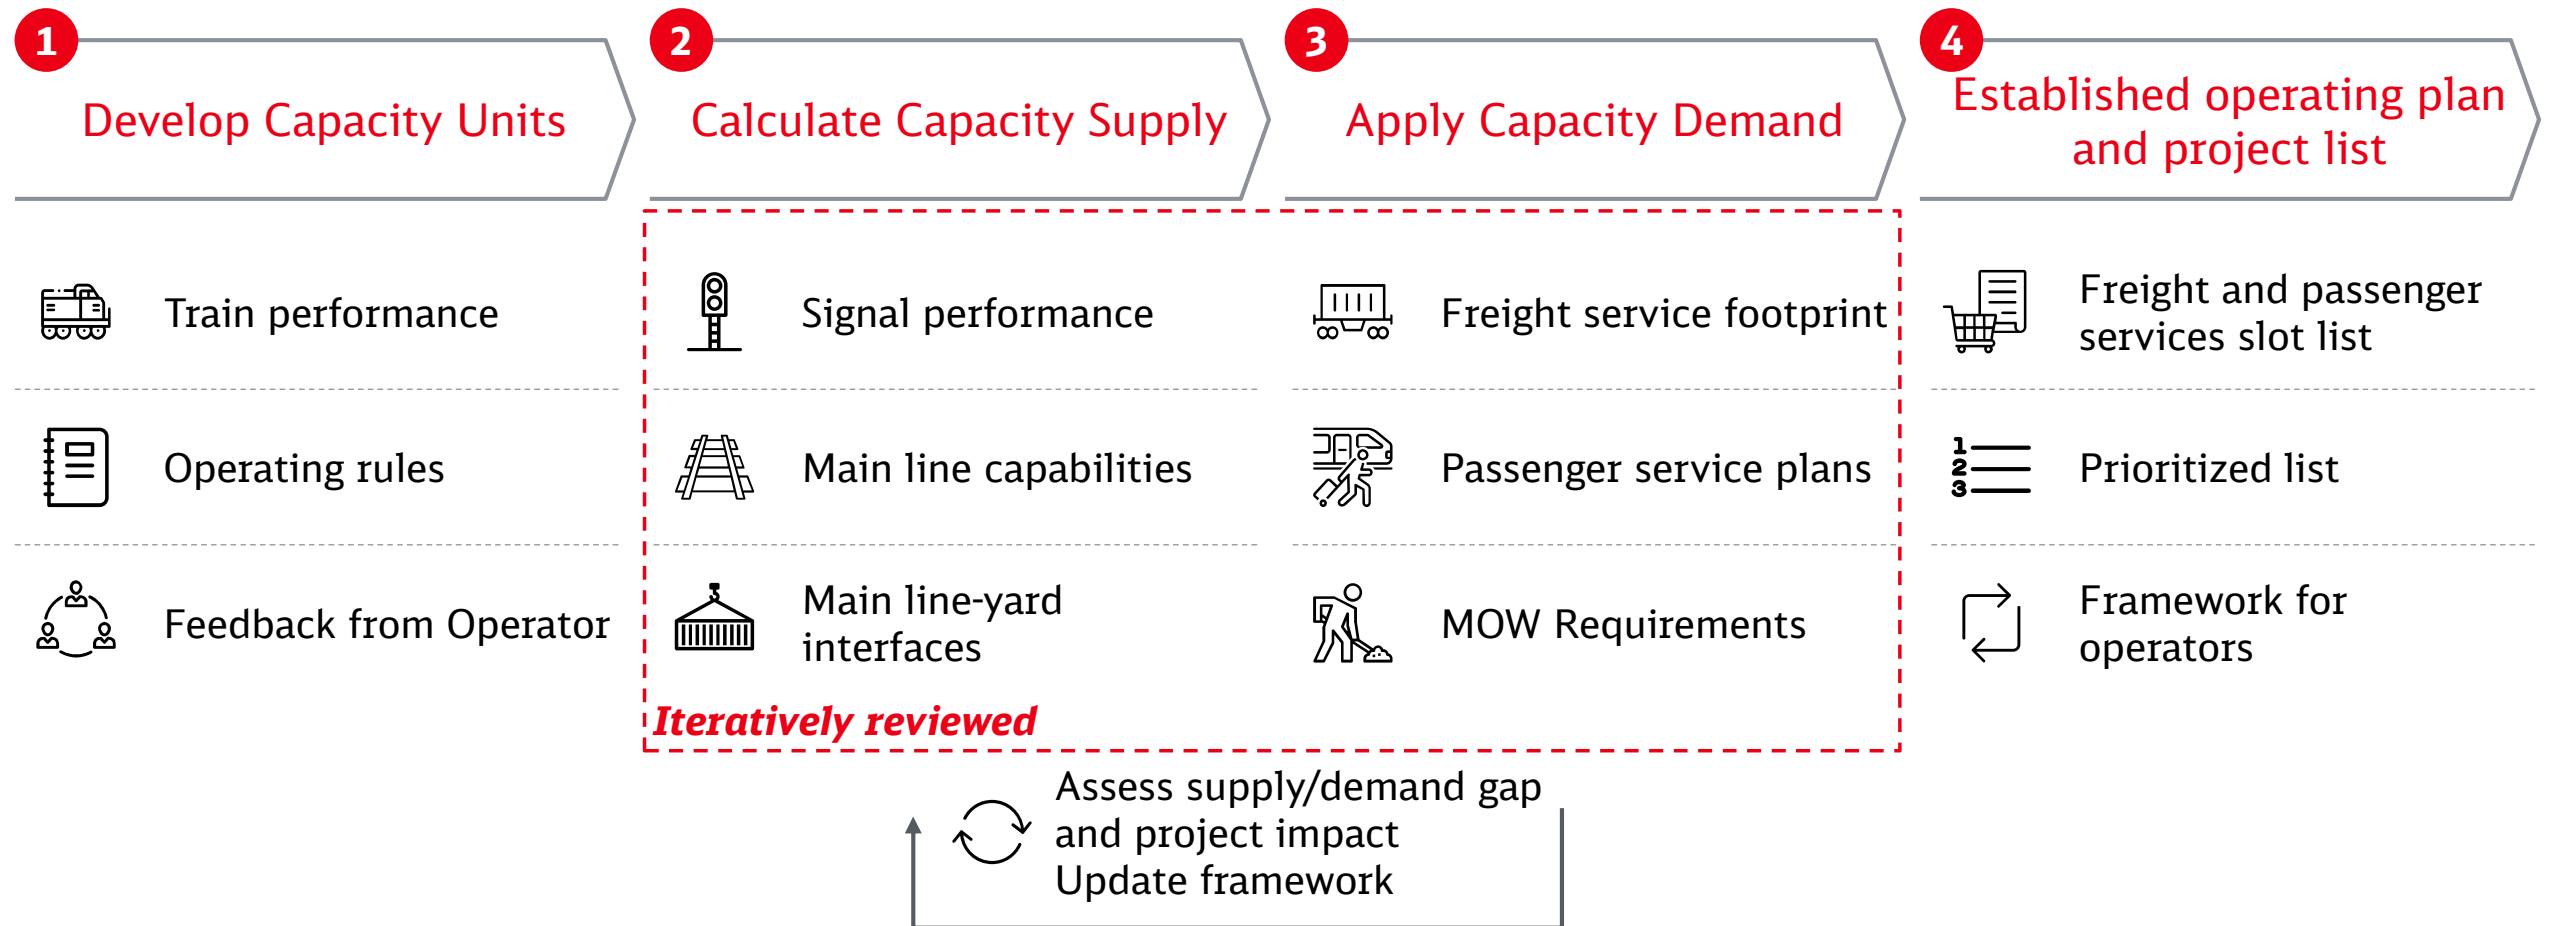 1
Develop Capacity Units
2
Calculate Capacity Supply
3
Apply Capacity Demand
4
Established operating plan
and project list
Train performance
Operating rules
Feedback from Operator
Signal performance
Main line capabilities
Main line-yard
interfaces
Freight service footprint
Passenger service plans
MOW Requirements
Freight and passenger
services slot list
1
2
3
Prioritized list
Framework for
operators
Iteratively reviewed
Assess supply/demand gap
and project impact
Update framework